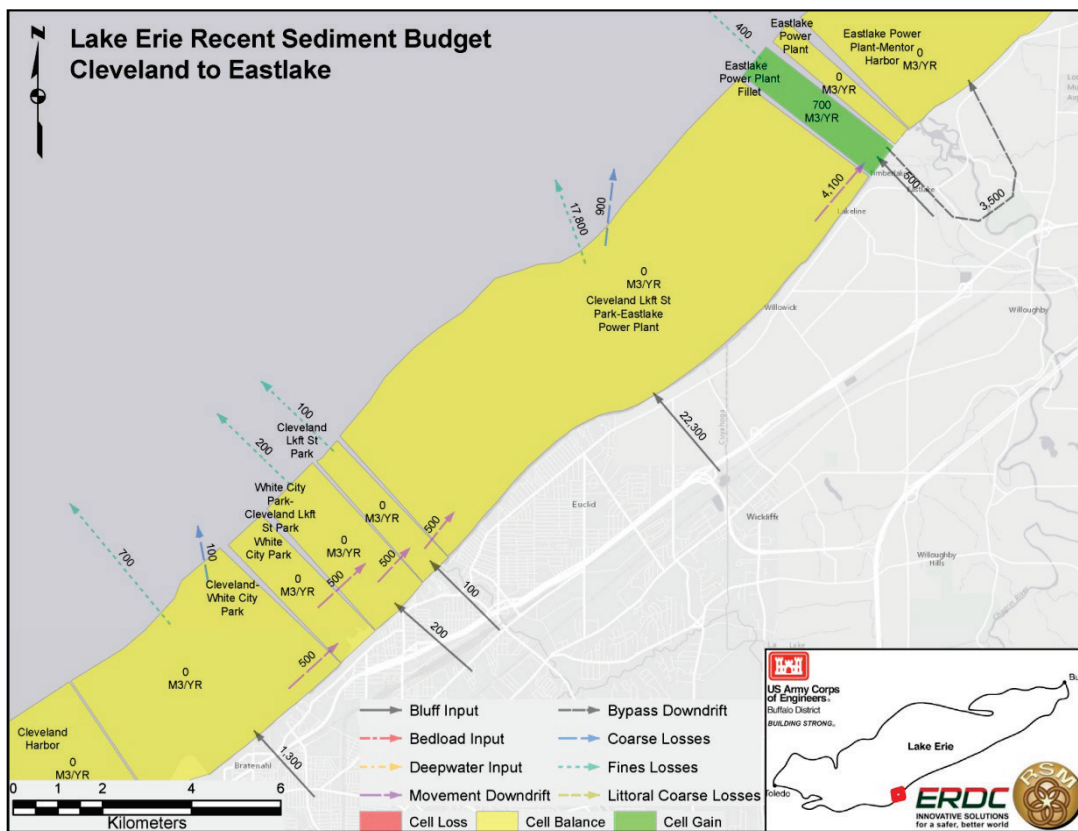 Lake Erie Recent Sediment Budget
Cleveland to Eastlake
N
400
Eastlake
Power
Plant
Eastlake Power
Plant-Mentor
Harbor
0
M3/YR
Eastlake
Power Plant
Fillet
0
M3/YR
700
M3/YR
500
3,500
Eastlake
Lakeline
4,100
17,800
900
0
M3/YR
Cleveland Lkft St
Park-Eastlake
Power Plant
Willowick
Willoughby
Cuyahoga
22,300
Euclid
Wickliffe
Willoughby
Hills
100
Cleveland
Lkft St
Park
200
White City
Park-
Cleveland Lkft
St Park
White
City Park
0
M3/YR
500
0
M3/YR
500
100
700
100
Cleveland-
White City
Park
0
M3/YR
500
200
0
M3/YR
500
Cleveland
Harbor
0
M3/YR
1,300
Bratenahl
0 2 4 6
Kilometers
Bluff Input
Bedload Input
Deepwater Input
Movement Downdrift
Bypass Downdrift
Coarse Losses
Fines Losses
Littoral Coarse Losses
Cell Loss
Cell Balance
Cell Gain
US Army Corps
of Engineers®
Buffalo District
BUILDING STRONG®
Lake Erie
Toledo
Bu
ERDC
INNOVATIVE SOLUTIONS
for a safer, better world
RSM